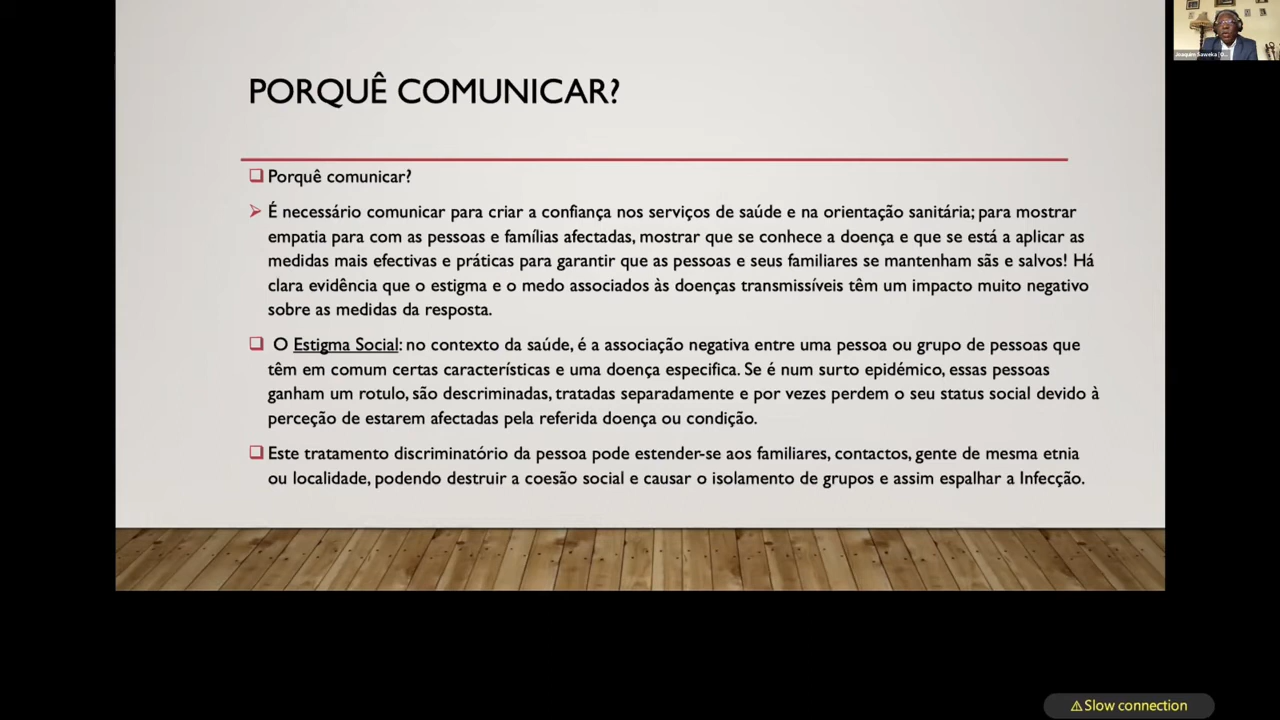 PORQUÊ COMUNICAR?
Porquê comunicar?
É necessário comunicar para criar a confiança nos serviços de saúde e na orientação sanitária; para mostrar
empatia para com as pessoas e famílias afectadas, mostrar que se conhece a doença e que se está a aplicar as
medidas mais efectivas e práticas para garantir que as pessoas e seus familiares se mantenham sãs e salvos! Há
clara evidência que o estigma e o medo associados às doenças transmissíveis têm um impacto muito negativo
sobre as medidas da resposta.
O Estigma Social: no contexto da saúde, é a associação negativa entre uma pessoa ou grupo de pessoas que
têm em comum certas características e uma doença especifica. Se é num surto epidémico, essas pessoas
ganham um rotulo, são descriminadas, tratadas separadamente e por vezes perdem o seu status social devido à
perceção de estarem afectadas pela referida doença ou condição.
Este tratamento discriminatório da pessoa pode estender-se aos familiares, contactos, gente de mesma etnia
ou localidade, podendo destruir a coesão social e causar o isolamento de grupos e assim espalhar a Infecção.
Joaquim Saweka
Slow connection